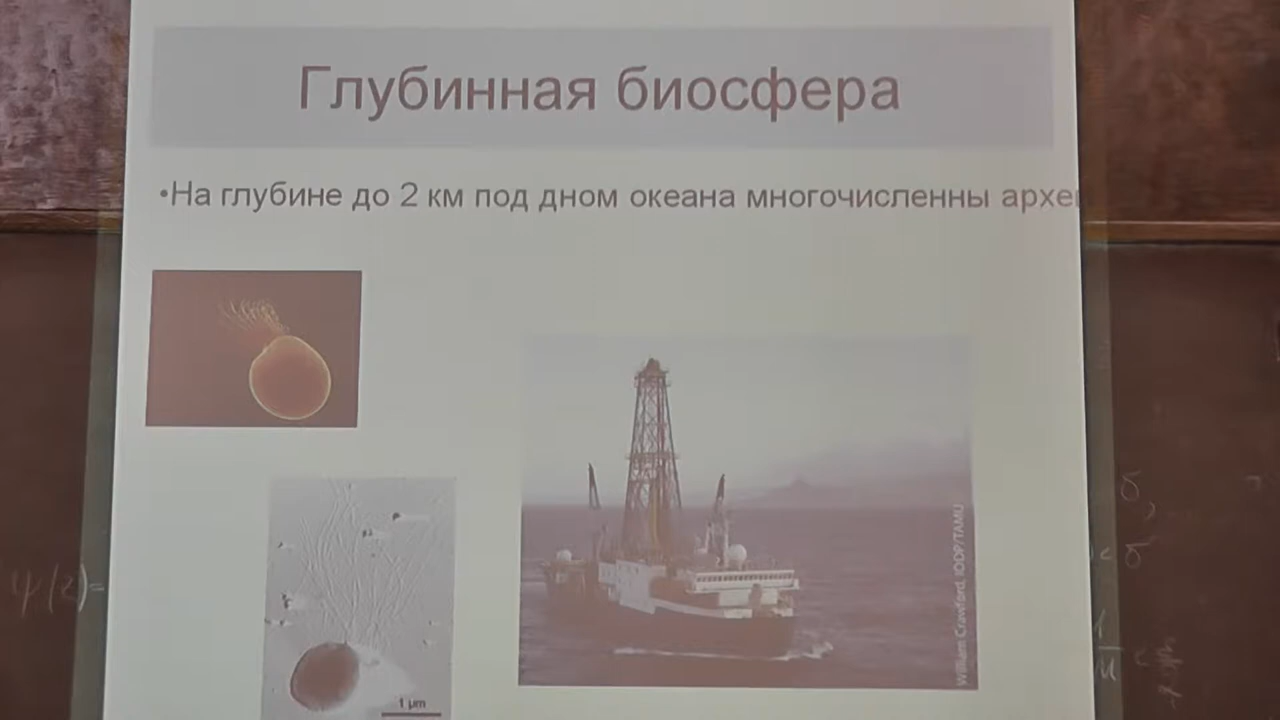 Глубинная биосфера
•На глубине до 2 км под дном океана многочисленны архе
William Crawford, IODP/TAMU
1 µm
ψ(z)=